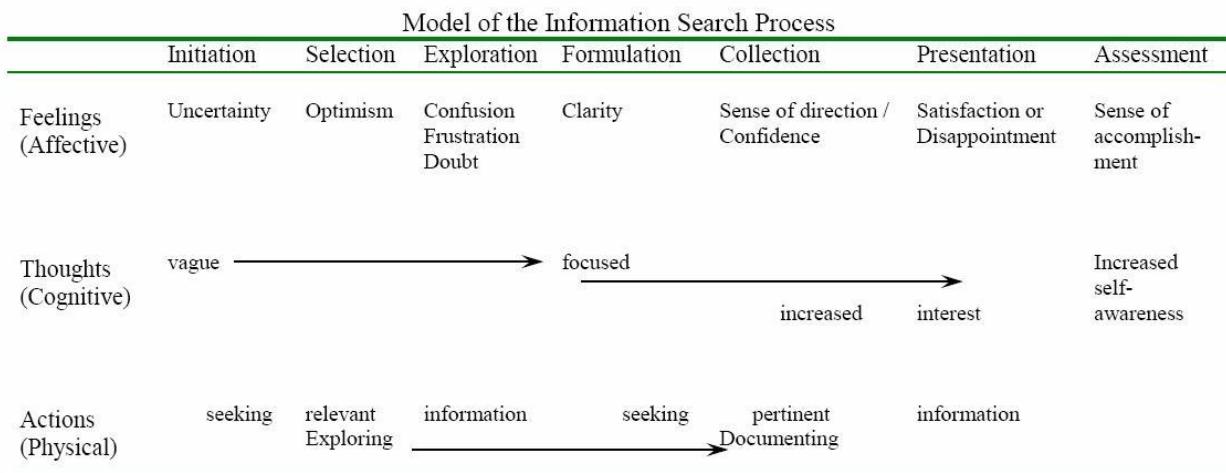 Model of the Information Search Process
Initiation Selection Exploration Formulation Collection Presentation Assessment
Feelings Uncertainty Optimism Confusion Clarity Sense of direction / Satisfaction or Sense of
(Affective) Frustration Confidence Disappointment accomplish-
Doubt ment
Thoughts vague focused Increased
(Cognitive) self-
increased interest awareness
Actions seeking relevant information seeking pertinent information
(Physical) Exploring Documenting